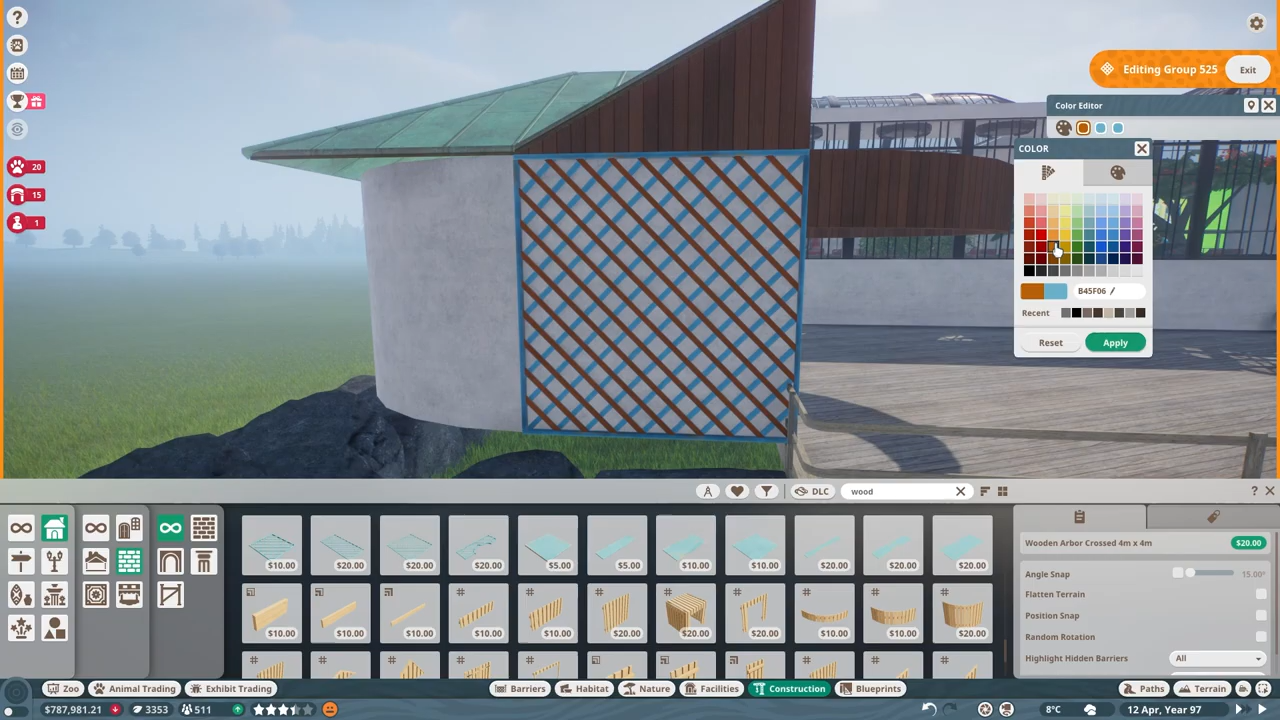 ?
Editing Group 525
Exit
Color Editor
COLOR
20
15
1
B45F06
Recent
Reset
Apply
DLC
wood
?
$10.00
$20.00
$20.00
$20.00
$5.00
$5.00
$10.00
$10.00
$20.00
$20.00
$20.00
$10.00
$10.00
$10.00
$10.00
$10.00
$20.00
$20.00
$20.00
$10.00
$10.00
$20.00
Wooden Arbor Crossed 4m x 4m
$20.00
Angle Snap
15.00°
Flatten Terrain
Position Snap
Random Rotation
Highlight Hidden Barriers
All
Zoo
Animal Trading
Exhibit Trading
Barriers
Habitat
Nature
Facilities
Construction
Blueprints
Paths
Terrain
$787,981.21
3353
511
8°C
12 Apr, Year 97